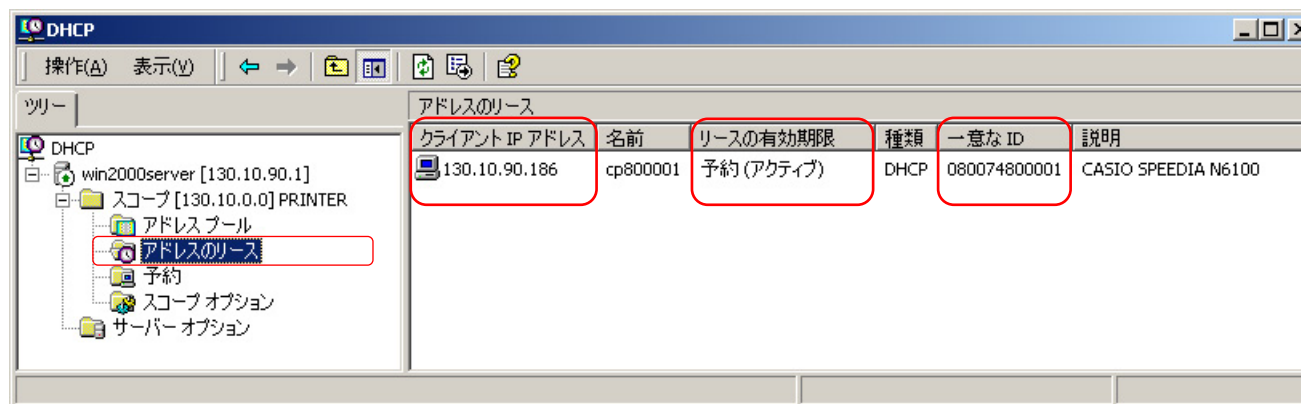 DHCP
操作(A) 表示(V)
ツリー
アドレスのリース
DHCP
win2000server [130.10.90.1]
スコープ [130.10.0.0] PRINTER
アドレス プール
アドレスのリース
予約
スコープ オプション
サーバー オプション
クライアント IP アドレス 名前 リースの有効期限 種類 一意な ID 説明
130.10.90.186 cp800001 予約 (アクティブ) DHCP 080074800001 CASIO SPEEDIA N6100